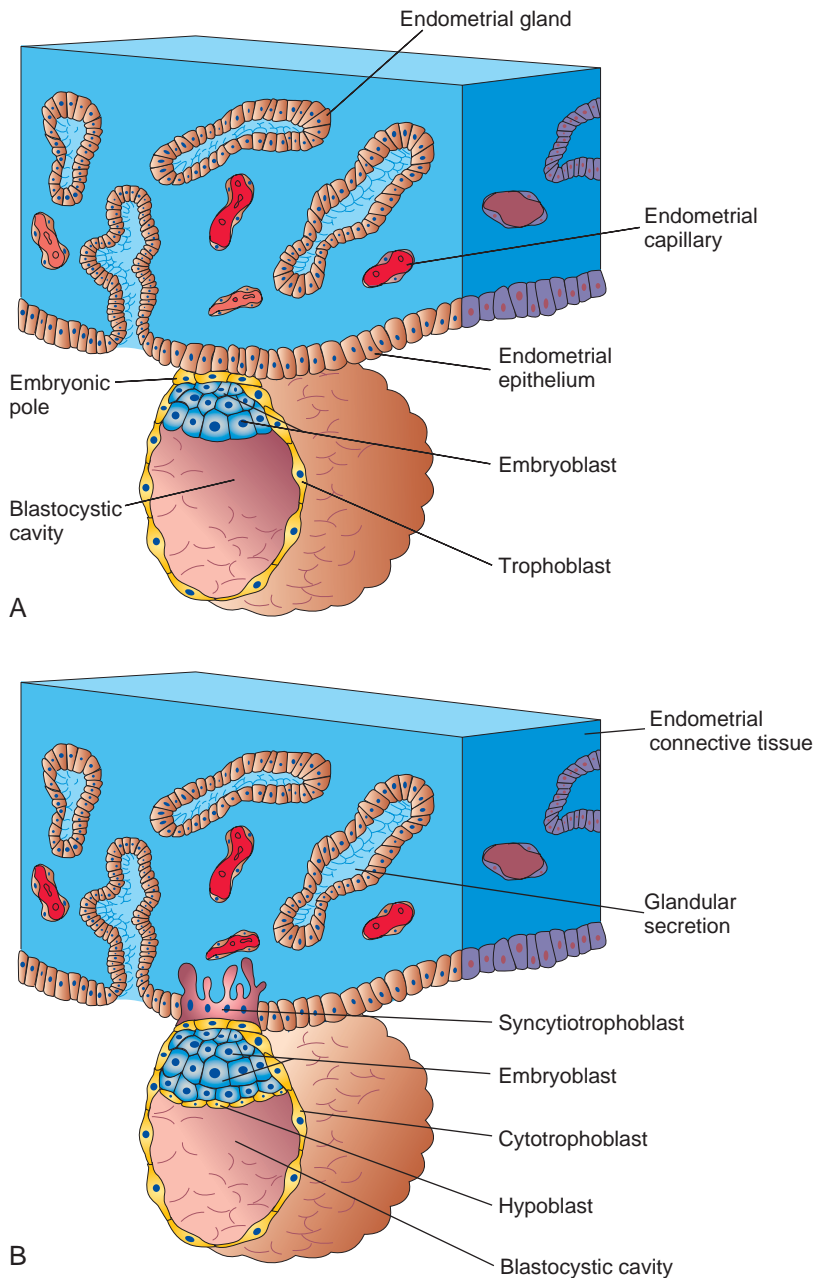 Endometrial gland
Endometrial
capillary
Endometrial
epithelium
Embryonic
pole
Embryoblast
Blastocystic
cavity
Trophoblast
A
Endometrial
connective tissue
Glandular
secretion
Syncytiotrophoblast
Embryoblast
Cytotrophoblast
Hypoblast
Blastocystic cavity
B